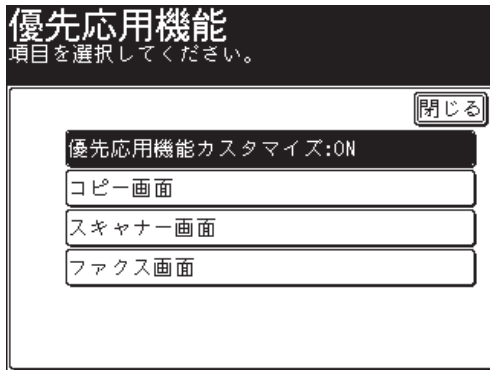 優先応用機能
項目を選択してください。
閉じる
優先応用機能カスタマイズ:ON
コピー画面
スキャナー画面
ファクス画面